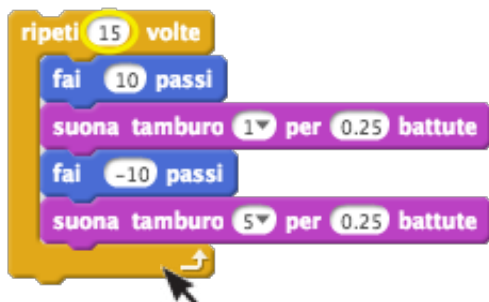 ripeti 15 volte
fai 10 passi
suona tamburo 1 per 0.25 battute
fai -10 passi
suona tamburo 5 per 0.25 battute